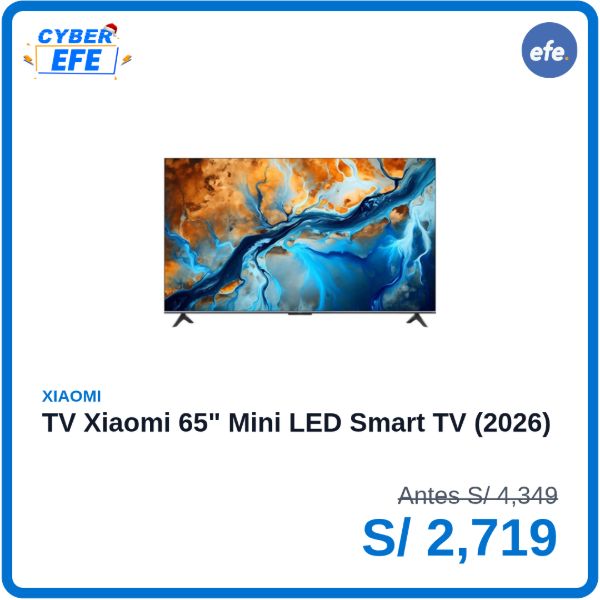 CYBER
EFE
efe.
XIAOMI
TV Xiaomi 65" Mini LED Smart TV (2026)
Antes S/ 4,349
S/ 2,719